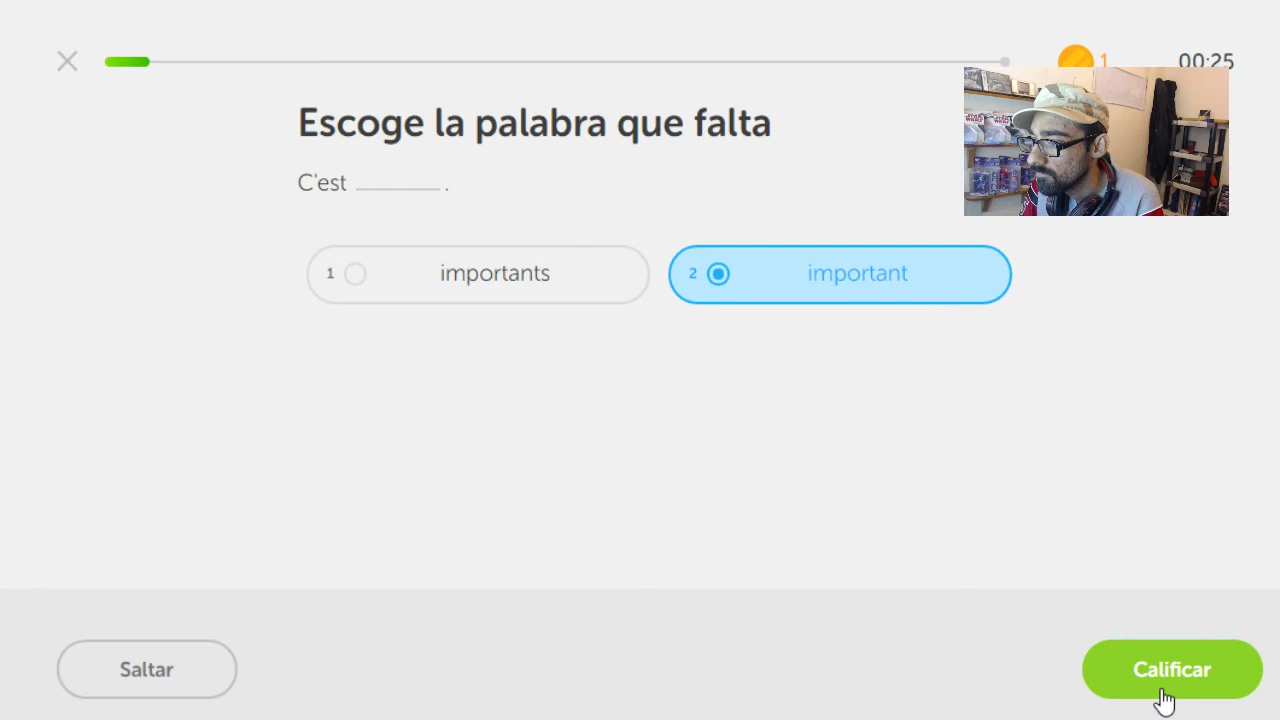 1 00:25
Escoge la palabra que falta
C'est ________ .
1 importants
2 important
Saltar
Calificar